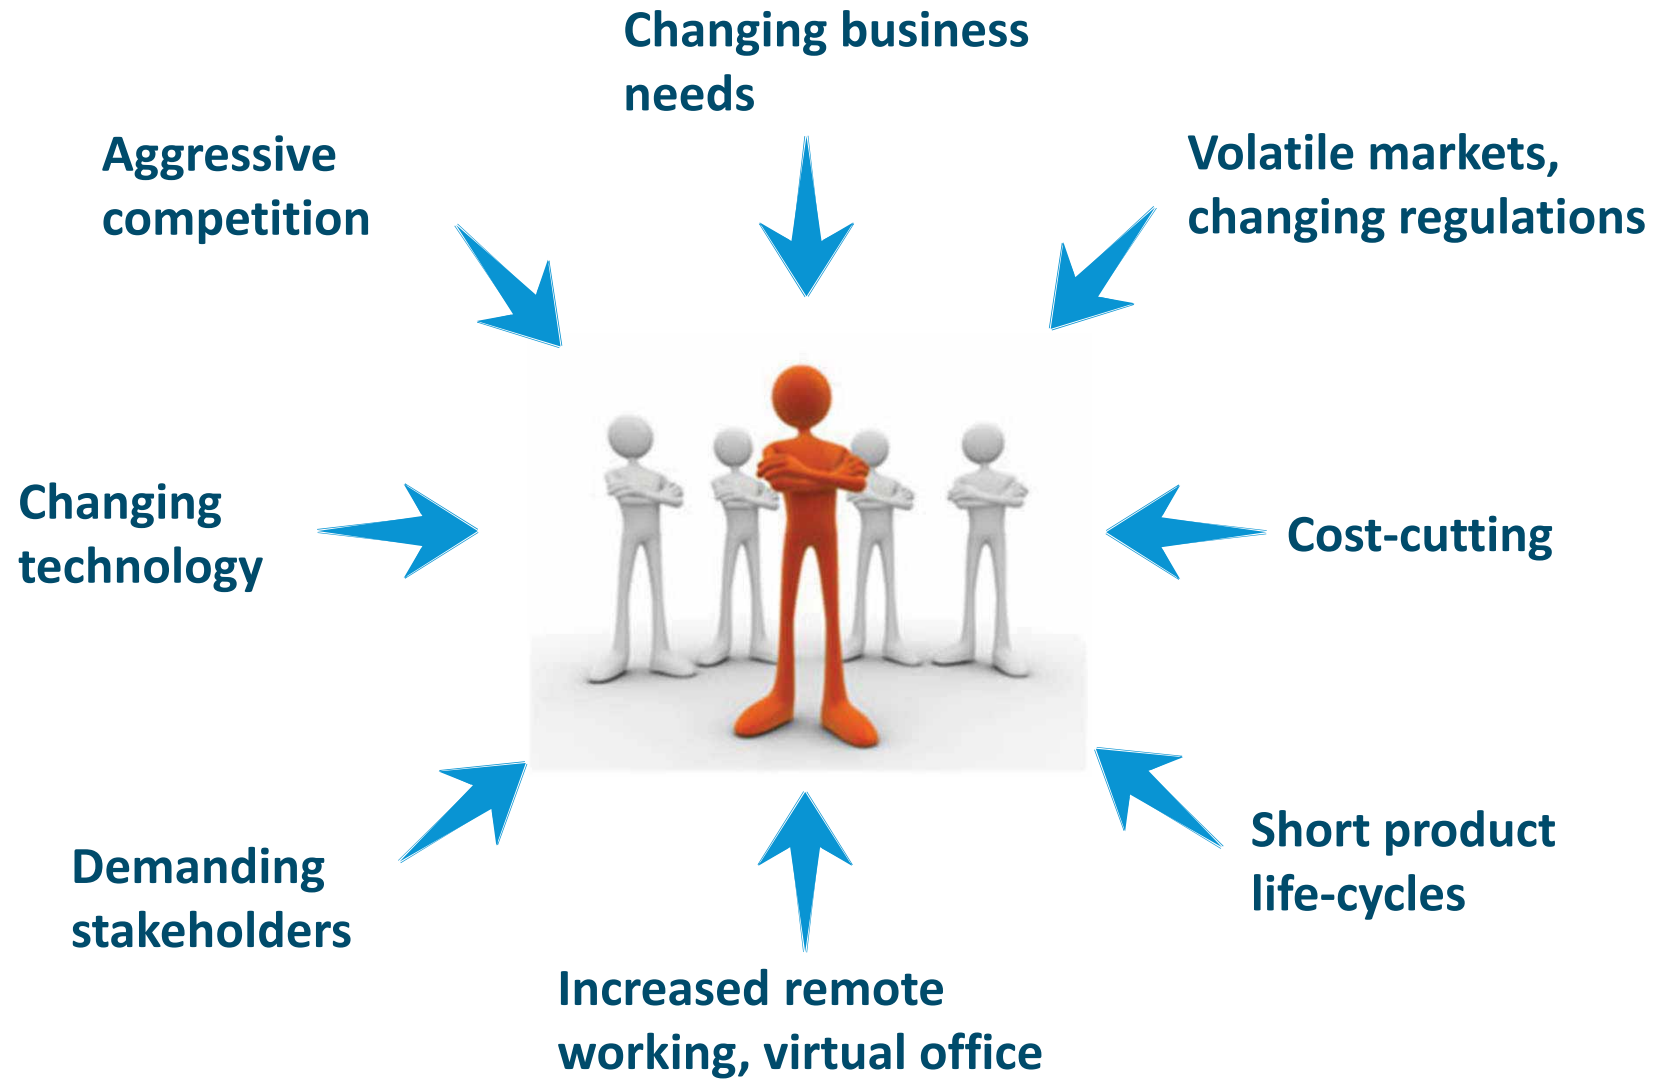 Changing business
needs
Aggressive
competition
Volatile markets,
changing regulations
Changing
technology
Cost-cutting
Demanding
stakeholders
Short product
life-cycles
Increased remote
working, virtual office